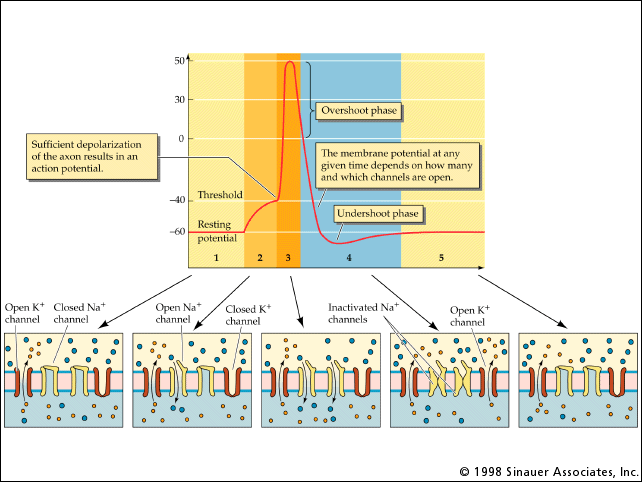 50
30
0
−40
−60
Overshoot phase
Sufficient depolarization
of the axon results in an
action potential.
The membrane potential at any
given time depends on how many
and which channels are open.
Threshold
Undershoot phase
Resting
potential
1 2 3 4 5
Open K+
channel
Closed Na+
channel
Open Na+
channel
Closed K+
channel
Inactivated Na+
channels
Open K+
channel
© 1998 Sinauer Associates, Inc.